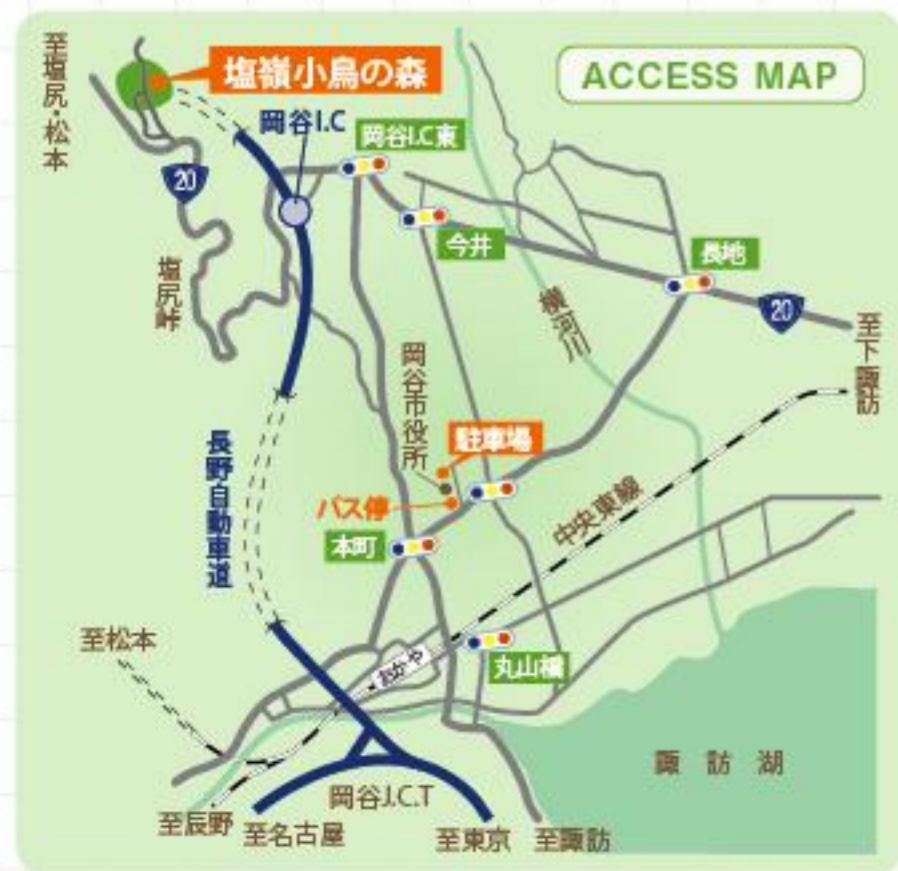 至塩尻・松本
塩嶺小鳥の森
ACCESS MAP
岡谷I.C
岡谷I.C東
20
今井
長地
塩尻峠
横河川
20
至下諏訪
岡谷市役所
駐車場
長野自動車道
バス停
中央東線
本町
至松本
おかや
丸山橋
諏訪湖
岡谷J.C.T
至辰野
至名古屋
至東京
至諏訪